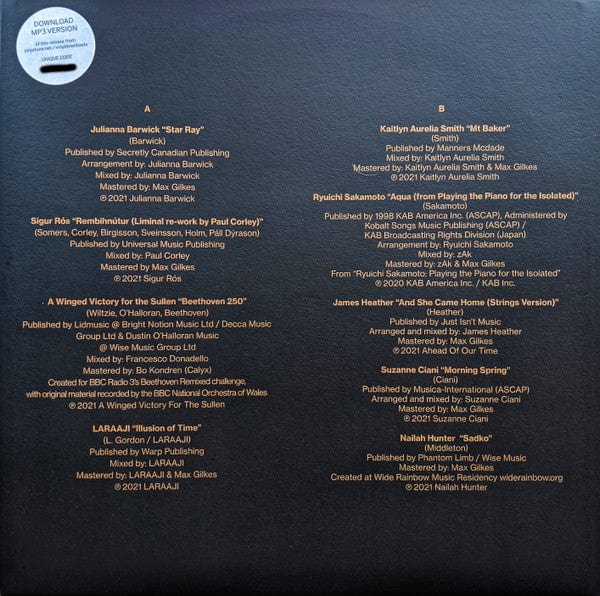 DOWNLOAD
MP3 VERSION
of this release from
ninjatune.net/vinyldownloads
UNIQUE CODE
A
Julianna Barwick “Star Ray”
(Barwick)
Published by Secretly Canadian Publishing
Arrangement by: Julianna Barwick
Mixed by: Julianna Barwick
Mastered by: Max Gilkes
℗ 2021 Julianna Barwick
Sigur Rós “Rembihnútur (Liminal re-work by Paul Corley)”
(Somers, Corley, Birgisson, Sveinsson, Holm, Páll Dýrason)
Published by Universal Music Publishing
Mixed by: Paul Corley
Mastered by Max Gilkes
℗ 2021 Sigur Rós
A Winged Victory for the Sullen “Beethoven 250”
(Wiltzie, O'Halloran, Beethoven)
Published by Lidmusic @ Bright Notion Music Ltd / Decca Music
Group Ltd & Dustin O'Halloran Music
@ Wise Music Group Ltd
Mixed by: Francesco Donadello
Mastered by: Bo Kondren (Calyx)
Created for BBC Radio 3's Beethoven Remixed challenge,
with original material recorded by the BBC National Orchestra of Wales
℗ 2021 A Winged Victory For The Sullen
LARAAJI “Illusion of Time”
(L. Gordon / LARAAJI)
Published by Warp Publishing
Mixed by: LARAAJI
Mastered by: LARAAJI & Max Gilkes
℗ 2021 LARAAJI
B
Kaitlyn Aurelia Smith “Mt Baker”
(Smith)
Published by Manners Mcdade
Mixed by: Kaitlyn Aurelia Smith
Mastered by: Kaitlyn Aurelia Smith & Max Gilkes
℗ 2021 Kaitlyn Aurelia Smith
Ryuichi Sakamoto “Aqua (from Playing the Piano for the Isolated)”
(Sakamoto)
Published by 1998 KAB America Inc. (ASCAP), Administered by
Kobalt Songs Music Publishing (ASCAP) /
KAB Broadcasting Rights Division (Japan)
Arrangement by: Ryuichi Sakamoto
Mixed by: zAk
Mastered by: zAk & Max Gilkes
From “Ryuichi Sakamoto: Playing the Piano for the Isolated”
℗ 2020 KAB America Inc. / KAB Inc.
James Heather “And She Came Home (Strings Version)”
(Heather)
Published by Just Isn't Music
Arranged and mixed by: James Heather
Mastered by: Max Gilkes
℗ 2021 Ahead Of Our Time
Suzanne Ciani “Morning Spring”
(Ciani)
Published by Musica-International (ASCAP)
Arranged and mixed by: Suzanne Ciani
Mastered by: Max Gilkes
℗ 2021 Suzanne Ciani
Nailah Hunter “Sadko”
(Middleton)
Published by Phantom Limb / Wise Music
Mastered by: Max Gilkes
Created at Wide Rainbow Music Residency widerainbow.org
℗ 2021 Nailah Hunter